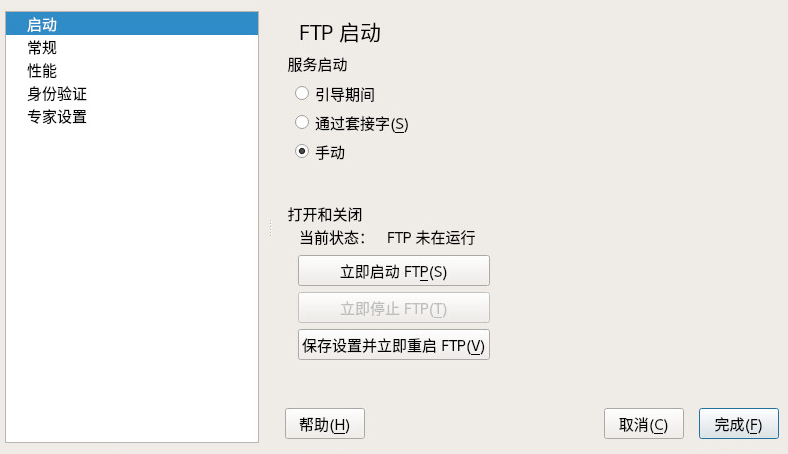 启动
常规
性能
身份验证
专家设置
FTP 启动
服务启动
引导期间
通过套接字(S)
手动
打开和关闭
当前状态： FTP 未在运行
立即启动 FTP(S)
立即停止 FTP(T)
保存设置并立即重启 FTP(V)
帮助(H)
取消(C)
完成(F)